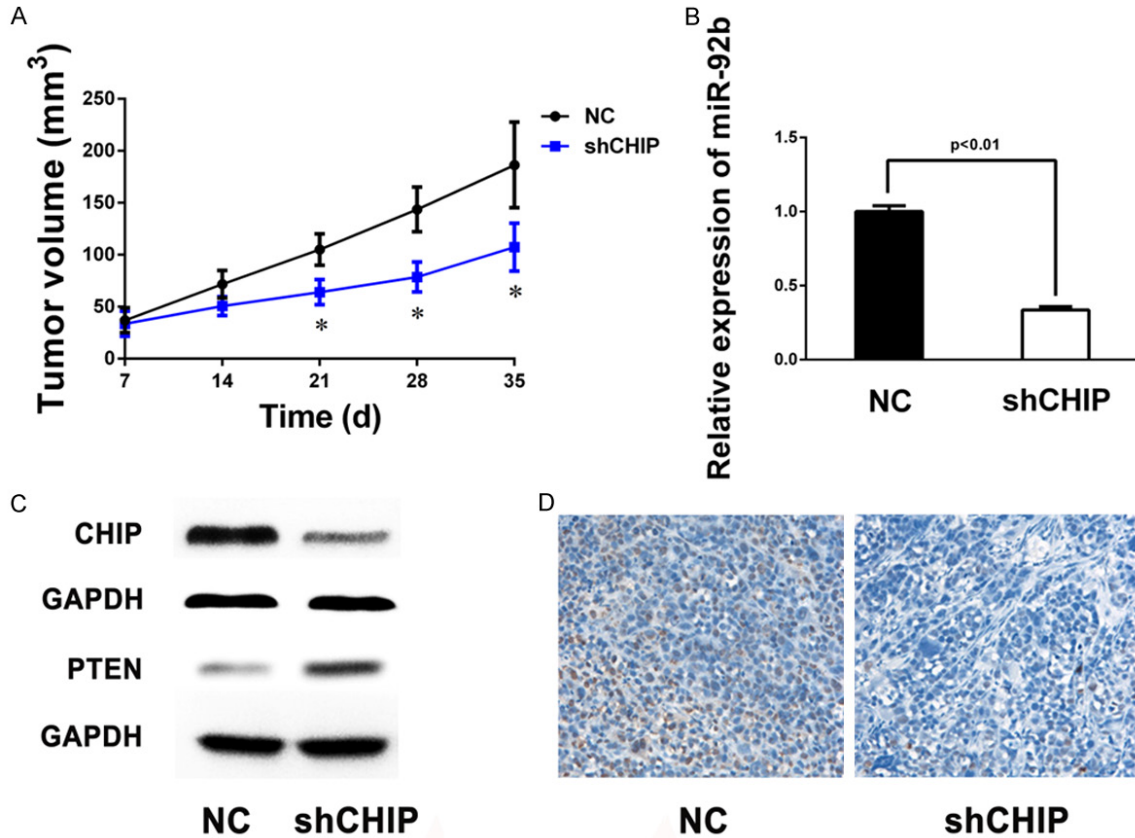 A
Tumor volume (mm³)
250
200
150
100
50
0
7 14 21 28 35
Time (d)
NC
shCHIP
*
*
*
B
Relative expression of miR-92b
1.5
1.0
0.5
0.0
p<0.01
NC shCHIP
C
CHIP
GAPDH
PTEN
GAPDH
NC shCHIP
D
NC shCHIP